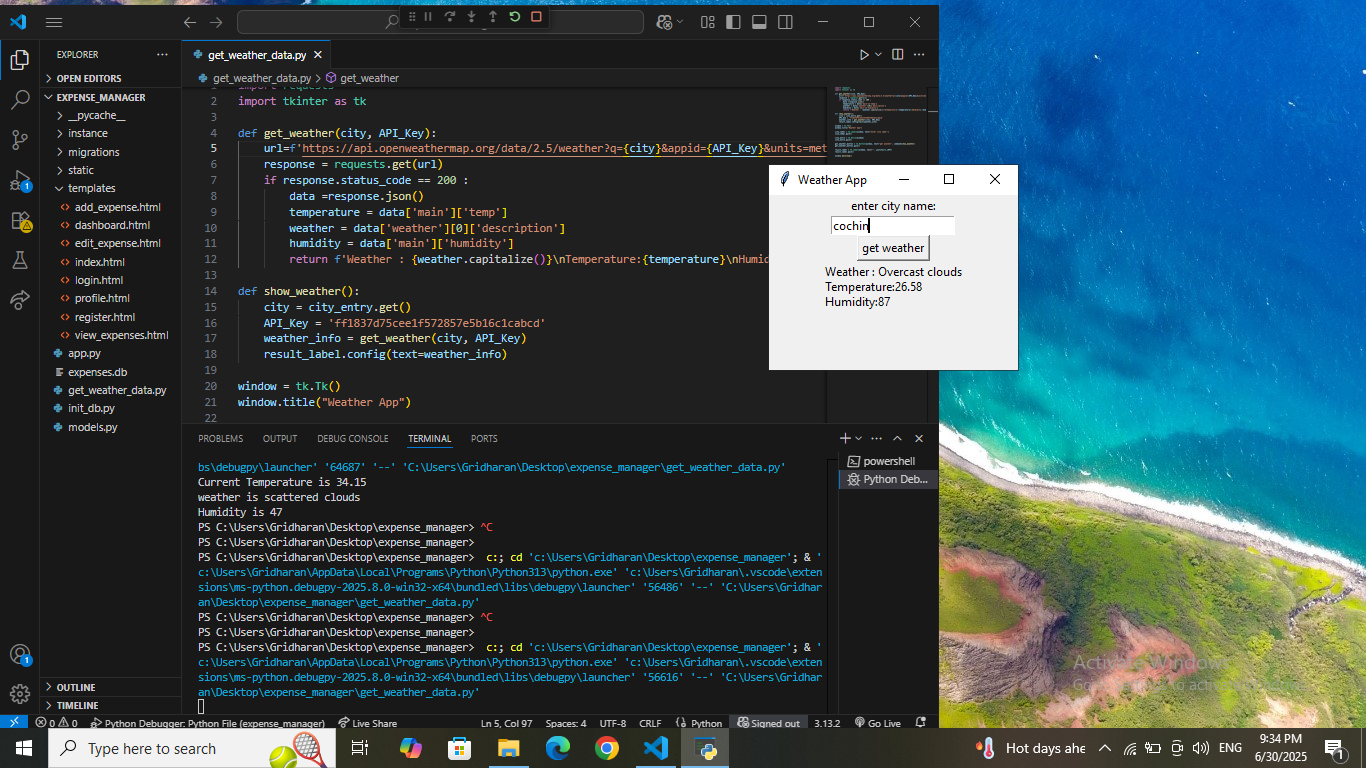 get_weather_data.py
EXPLORER
OPEN EDITORS
EXPENSE_MANAGER
__pycache__
instance
migrations
static
templates
add_expense.html
dashboard.html
edit_expense.html
index.html
login.html
profile.html
register.html
view_expenses.html
app.py
expenses.db
get_weather_data.py
init_db.py
models.py
OUTLINE
TIMELINE
get_weather_data.py > get_weather
1 import requests
2 import tkinter as tk
3
4 def get_weather(city, API_Key):
5 url=f'https://api.openweathermap.org/data/2.5/weather?q={city}&appid={API_Key}&units=met
6 response = requests.get(url)
7 if response.status_code == 200 :
8 data =response.json()
9 temperature = data['main']['temp']
10 weather = data['weather'][0]['description']
11 humidity = data['main']['humidity']
12 return f'Weather : {weather.capitalize()}\nTemperature:{temperature}\nHumid
13
14 def show_weather():
15 city = city_entry.get()
16 API_Key = 'ff1837d75cee1f572857e5b16c1cabcd'
17 weather_info = get_weather(city, API_Key)
18 result_label.config(text=weather_info)
19
20 window = tk.Tk()
21 window.title("Weather App")
22
Weather App
enter city name:
cochin
get weather
Weather : Overcast clouds
Temperature:26.58
Humidity:87
PROBLEMS OUTPUT DEBUG CONSOLE TERMINAL PORTS
powershell
Python Deb...
bs\debugpy\launcher' '64687' '--' 'C:\Users\Gridharan\Desktop\expense_manager\get_weather_data.py'
Current Temperature is 34.15
weather is scattered clouds
Humidity is 47
PS C:\Users\Gridharan\Desktop\expense_manager> ^C
PS C:\Users\Gridharan\Desktop\expense_manager>
PS C:\Users\Gridharan\Desktop\expense_manager> c:; cd 'c:\Users\Gridharan\Desktop\expense_manager'; & '
c:\Users\Gridharan\AppData\Local\Programs\Python\Python313\python.exe' 'c:\Users\Gridharan\.vscode\exten
sions\ms-python.debugpy-2025.8.0-win32-x64\bundled\libs\debugpy\launcher' '56486' '--' 'C:\Users\Gridhar
an\Desktop\expense_manager\get_weather_data.py'
PS C:\Users\Gridharan\Desktop\expense_manager> ^C
PS C:\Users\Gridharan\Desktop\expense_manager>
PS C:\Users\Gridharan\Desktop\expense_manager> c:; cd 'c:\Users\Gridharan\Desktop\expense_manager'; & '
c:\Users\Gridharan\AppData\Local\Programs\Python\Python313\python.exe' 'c:\Users\Gridharan\.vscode\exten
sions\ms-python.debugpy-2025.8.0-win32-x64\bundled\libs\debugpy\launcher' '56616' '--' 'C:\Users\Gridhar
an\Desktop\expense_manager\get_weather_data.py'
Activate Windows
0 0 Python Debugger: Python File (expense_manager) Live Share Ln 5, Col 97 Spaces: 4 UTF-8 CRLF Python Signed out 3.13.2 Go Live
Type here to search
Hot days ahe
ENG
9:34 PM
6/30/2025
1